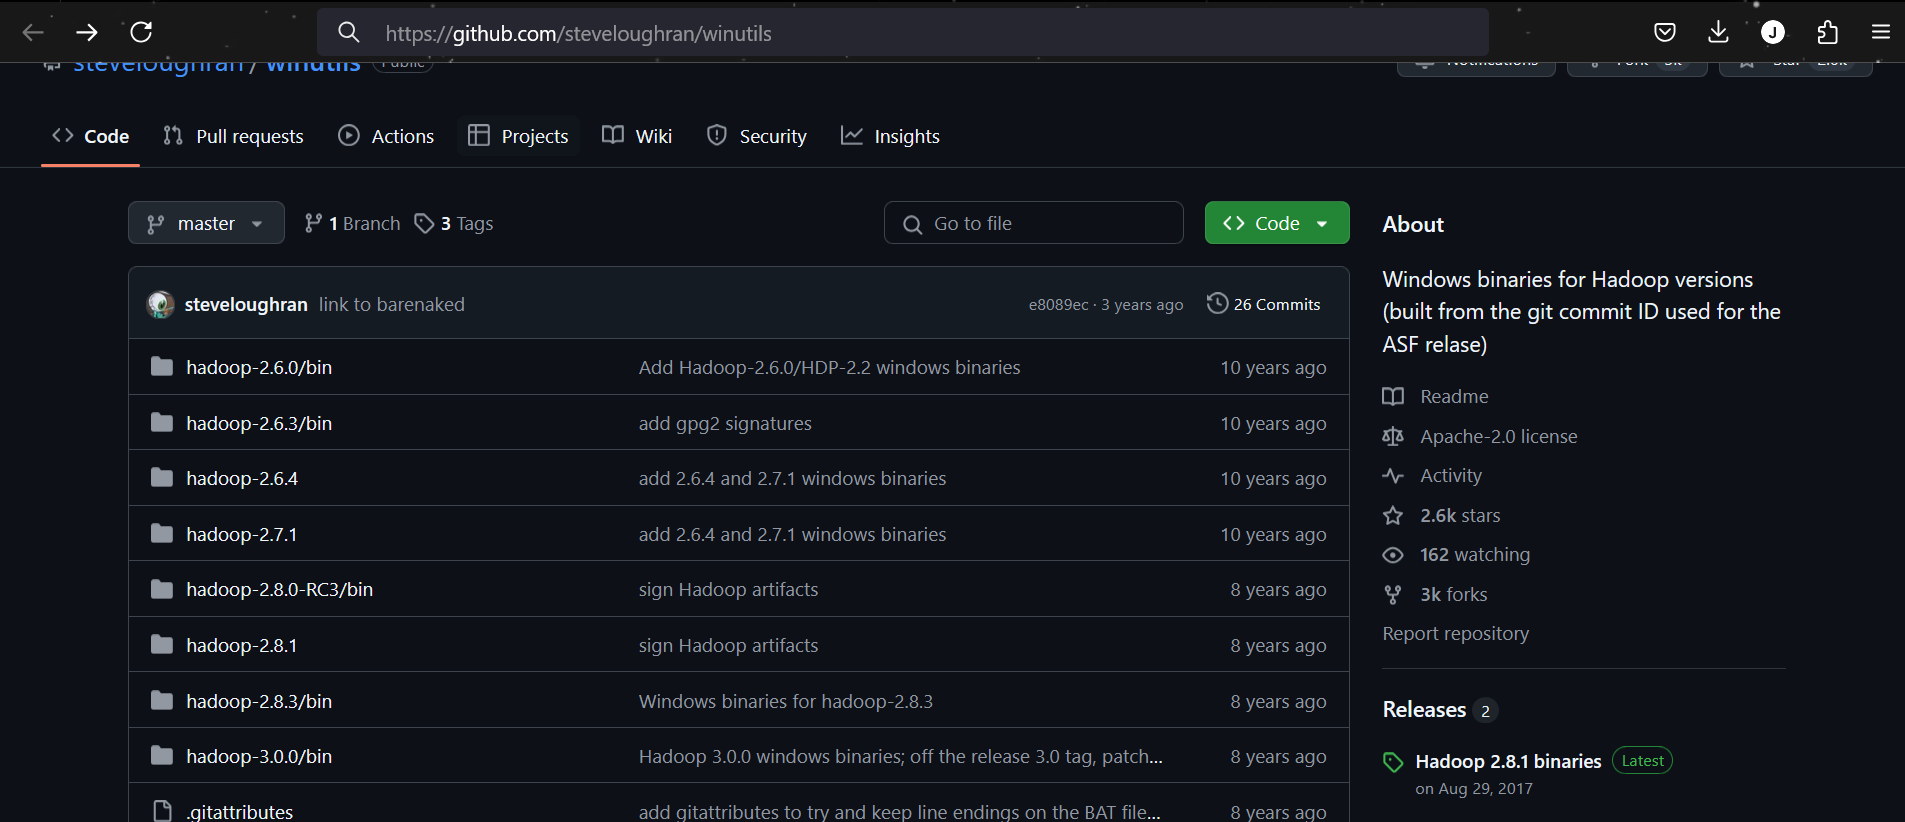 https://github.com/steveloughran/winutils
steveloughran / winutils Public
Notifications Fork 3k Star 2.6k
Code Pull requests Actions Projects Wiki Security Insights
master 1 Branch 3 Tags Go to file Code
steveloughran link to barenaked e8089ec · 3 years ago 26 Commits
hadoop-2.6.0/bin Add Hadoop-2.6.0/HDP-2.2 windows binaries 10 years ago
hadoop-2.6.3/bin add gpg2 signatures 10 years ago
hadoop-2.6.4 add 2.6.4 and 2.7.1 windows binaries 10 years ago
hadoop-2.7.1 add 2.6.4 and 2.7.1 windows binaries 10 years ago
hadoop-2.8.0-RC3/bin sign Hadoop artifacts 8 years ago
hadoop-2.8.1 sign Hadoop artifacts 8 years ago
hadoop-2.8.3/bin Windows binaries for hadoop-2.8.3 8 years ago
hadoop-3.0.0/bin Hadoop 3.0.0 windows binaries; off the release 3.0 tag, patch... 8 years ago
.gitattributes add gitattributes to try and keep line endings on the BAT file... 8 years ago
About
Windows binaries for Hadoop versions
(built from the git commit ID used for the
ASF relase)
Readme
Apache-2.0 license
Activity
2.6k stars
162 watching
3k forks
Report repository
Releases 2
Hadoop 2.8.1 binaries Latest
on Aug 29, 2017
J